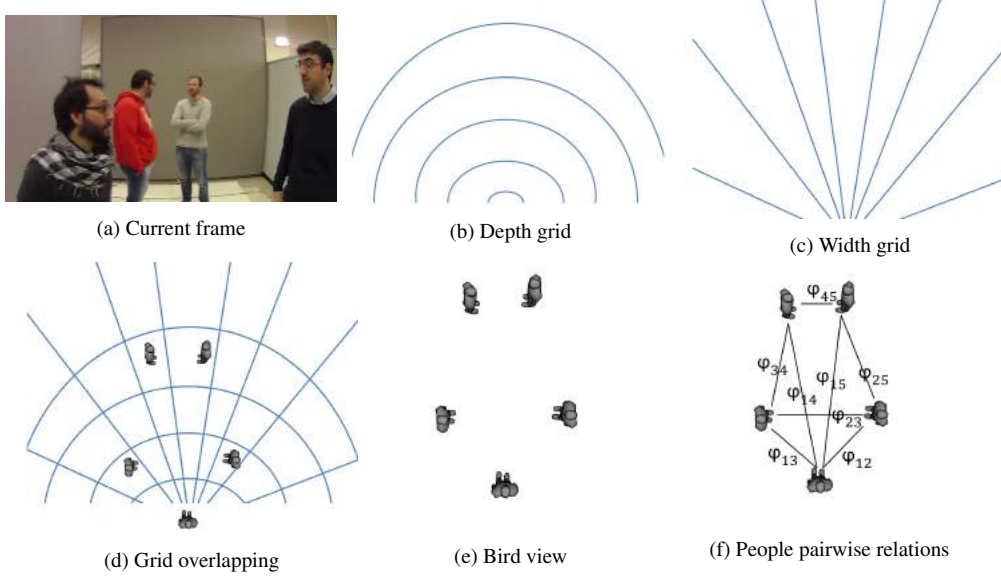 (a) Current frame
(b) Depth grid
(c) Width grid
φ45
φ34
φ14
φ15
φ25
φ23
φ13
φ12
(d) Grid overlapping
(e) Bird view
(f) People pairwise relations